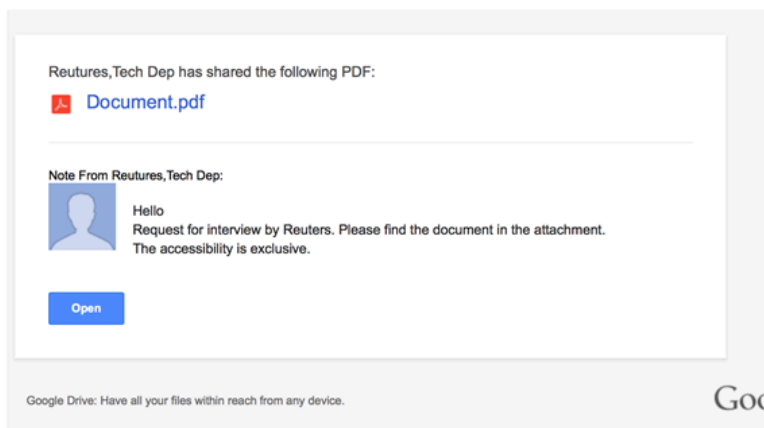 Reutures,Tech Dep has shared the following PDF:
Document.pdf
Note From Reutures,Tech Dep:
Hello
Request for interview by Reuters. Please find the document in the attachment.
The accessibility is exclusive.
Open
Google Drive: Have all your files within reach from any device.